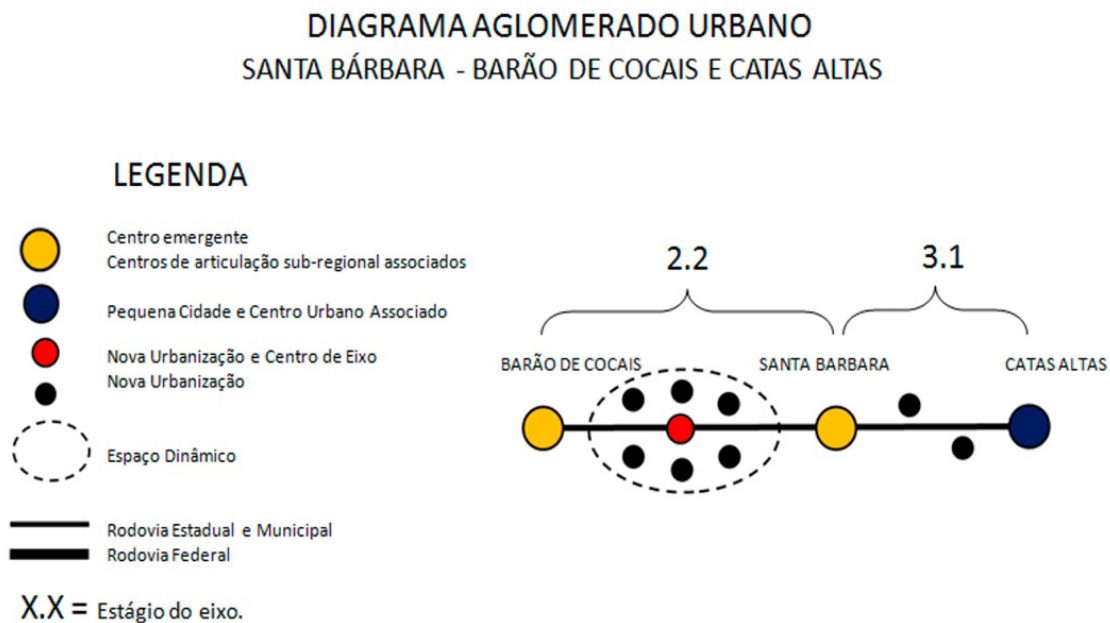 DIAGRAMA AGLOMERADO URBANO
SANTA BÁRBARA - BARÃO DE COCAIS E CATAS ALTAS
LEGENDA
Centro emergente
Centros de articulação sub-regional associados
Pequena Cidade e Centro Urbano Associado
Nova Urbanização e Centro de Eixo
Nova Urbanização
Espaço Dinâmico
Rodovia Estadual e Municipal
Rodovia Federal
X.X = Estágio do eixo.
2.2
3.1
BARÃO DE COCAIS
SANTA BARBARA
CATAS ALTAS